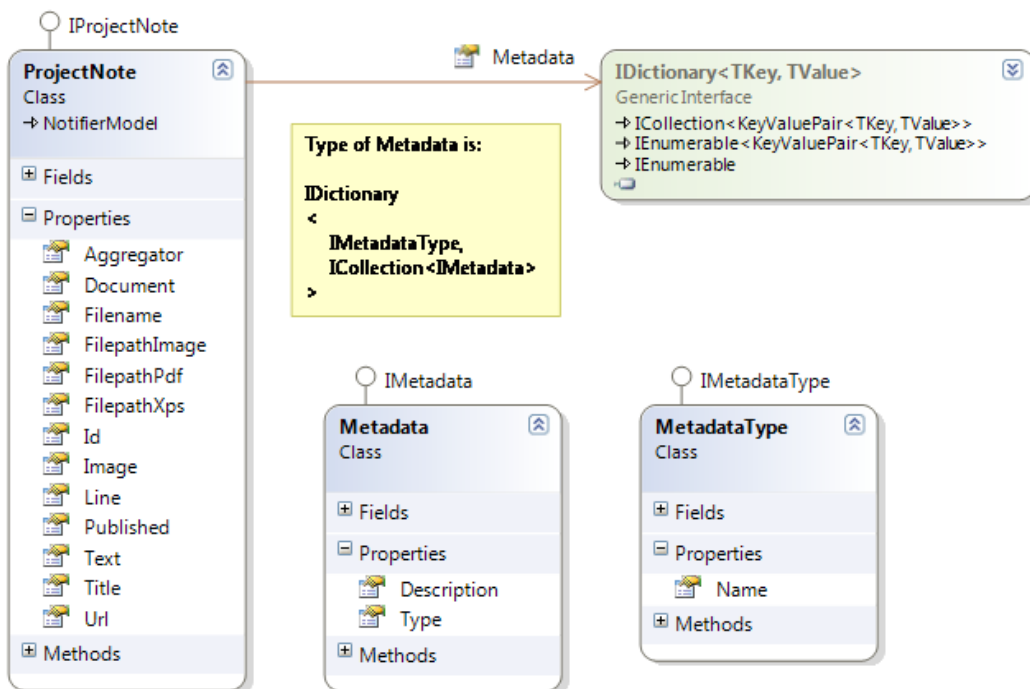 IProjectNote
ProjectNote
Class
NotifierModel
Fields
Properties
Aggregator
Document
Filename
FilepathImage
FilepathPdf
FilepathXps
Id
Image
Line
Published
Text
Title
Url
Methods
Metadata
IDictionary<TKey, TValue>
Generic Interface
ICollection<KeyValuePair<TKey, TValue>>
IEnumerable<KeyValuePair<TKey, TValue>>
IEnumerable
Type of Metadata is:
IDictionary
<
IMetadataType,
ICollection<IMetadata>
>
IMetadata
Metadata
Class
Fields
Properties
Description
Type
Methods
IMetadataType
MetadataType
Class
Fields
Properties
Name
Methods